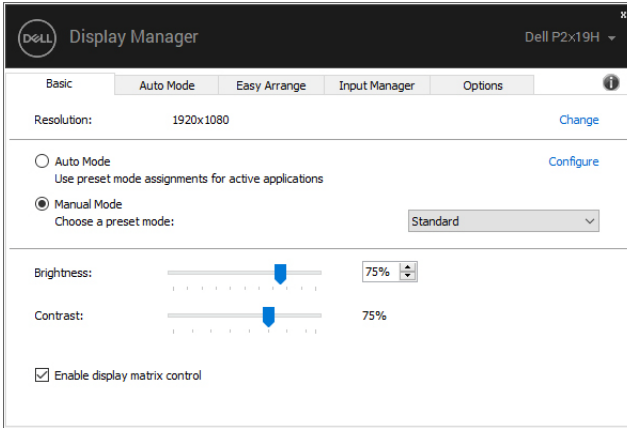 x
DELL Display Manager Dell P2x19H
Basic Auto Mode Easy Arrange Input Manager Options i
Resolution: 1920x1080 Change
Auto Mode Configure
Use preset mode assignments for active applications
Manual Mode
Choose a preset mode: Standard
Brightness: 75%
Contrast: 75%
Enable display matrix control